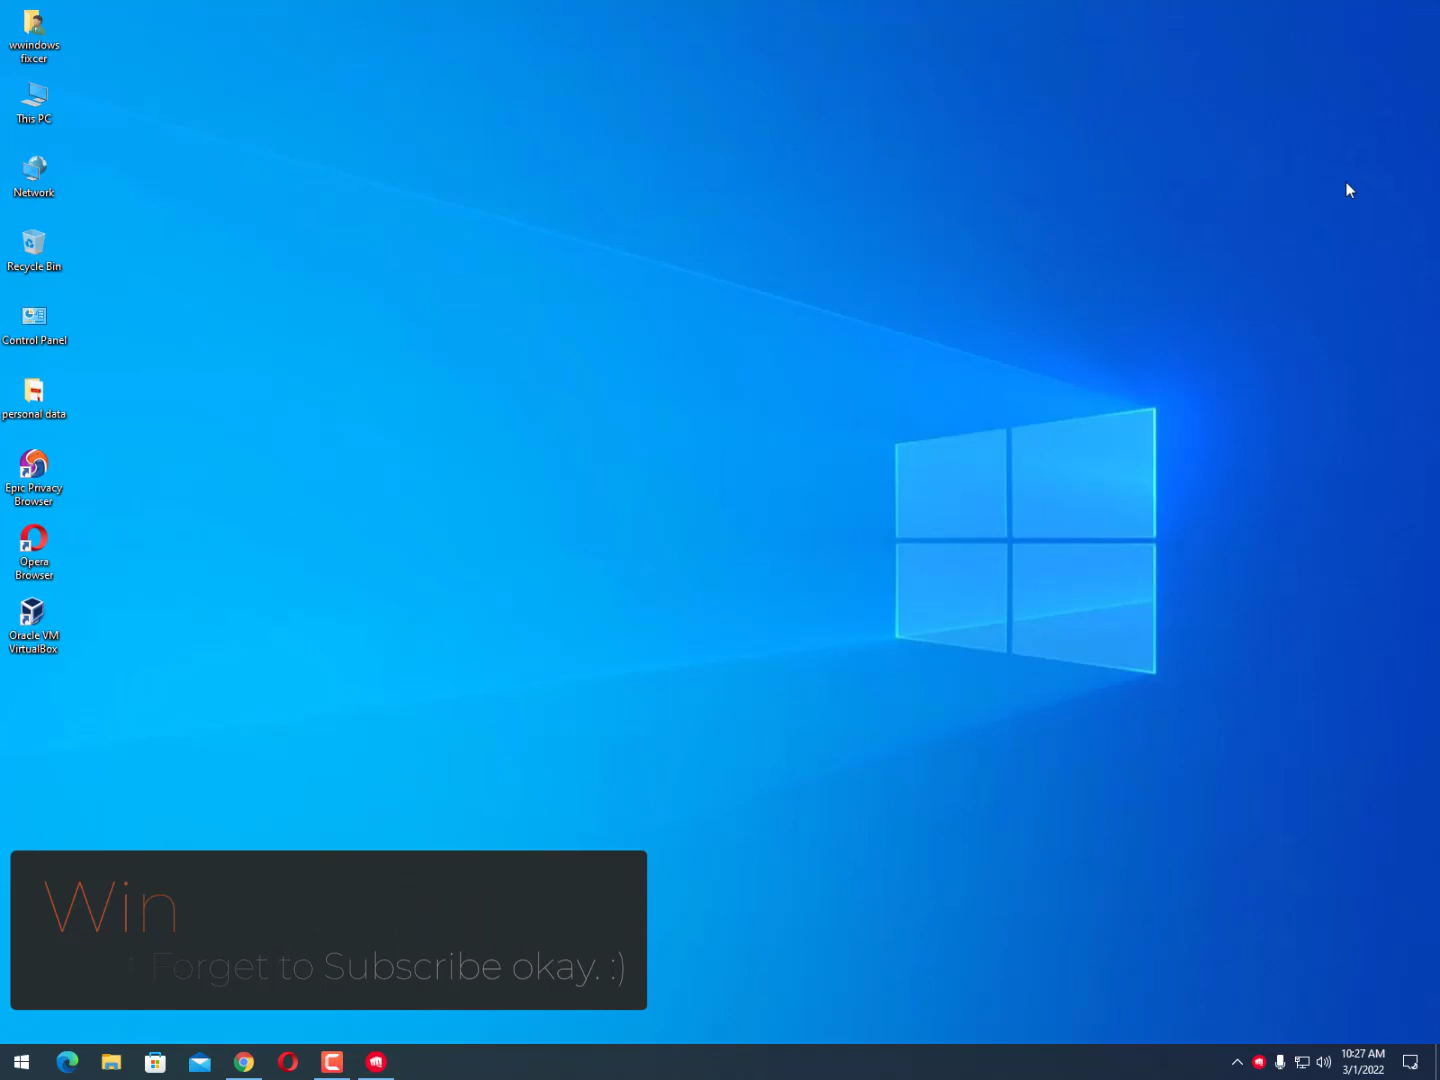 wwindows
fixcer
This PC
Network
Recycle Bin
Control Panel
personal data
Epic Privacy
Browser
Opera
Browser
Oracle VM
VirtualBox
Win
Forget to Subscribe okay. :)
10:27 AM
3/1/2022